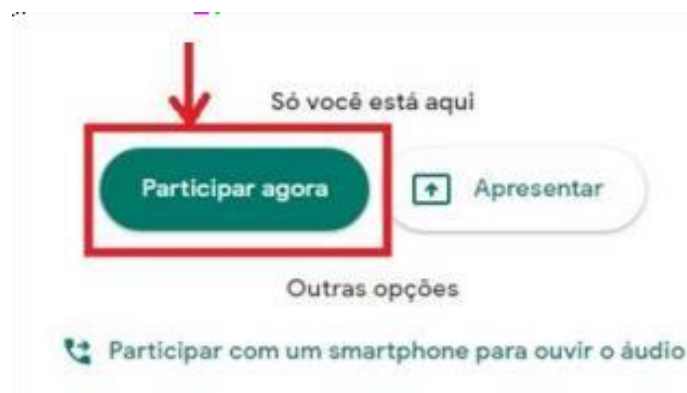 Só você está aqui
Participar agora
Apresentar
Outras opções
Participar com um smartphone para ouvir o áudio